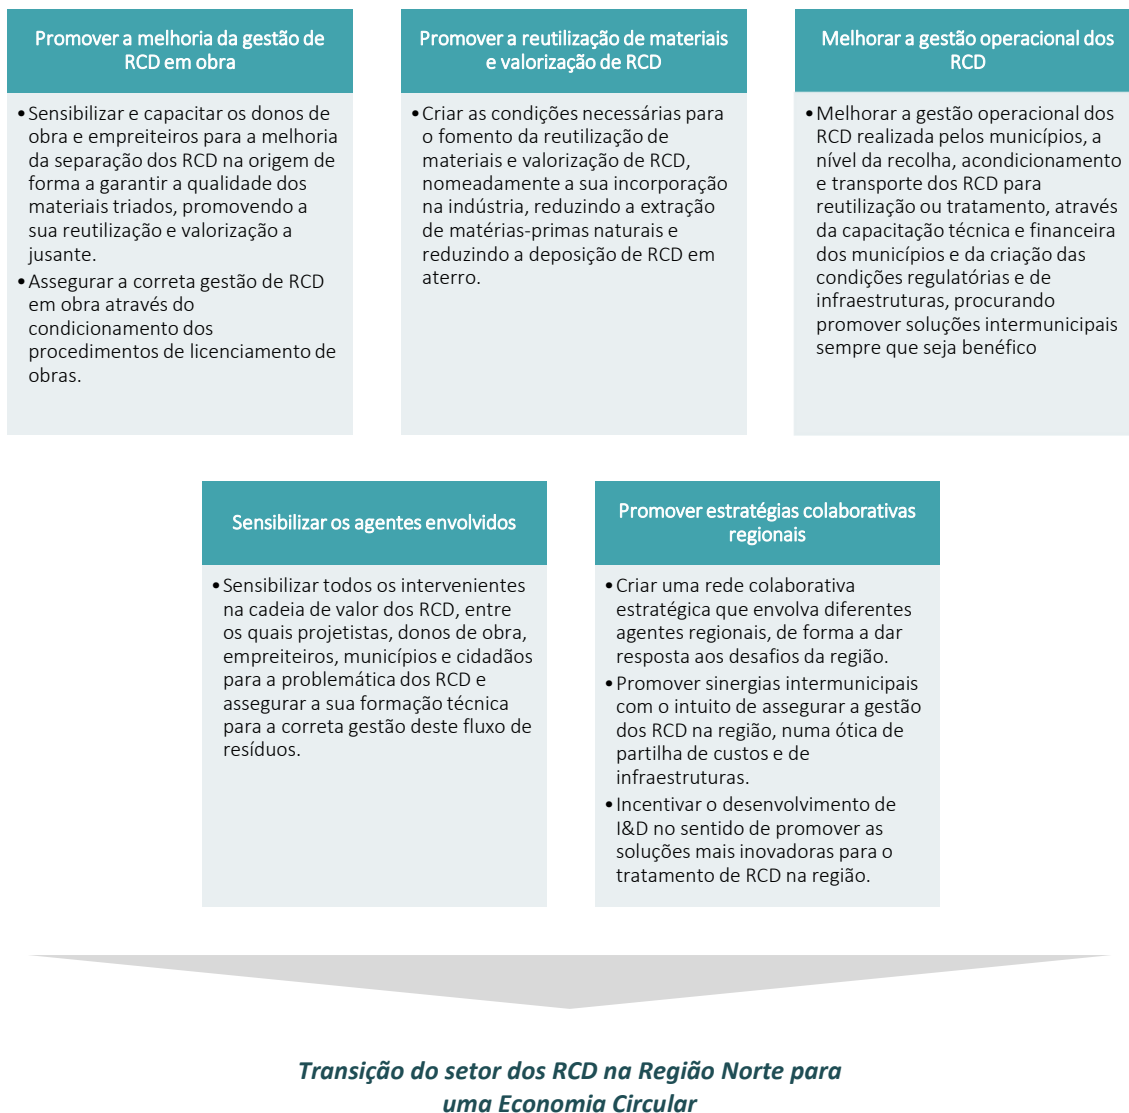 Promover a melhoria da gestão de
RCD em obra
•Sensibilizar e capacitar os donos de
obra e empreiteiros para a melhoria
da separação dos RCD na origem de
forma a garantir a qualidade dos
materiais triados, promovendo a
sua reutilização e valorização a
jusante.
•Assegurar a correta gestão de RCD
em obra através do
condicionamento dos
procedimentos de licenciamento de
obras.
Promover a reutilização de materiais
e valorização de RCD
•Criar as condições necessárias para
o fomento da reutilização de
materiais e valorização de RCD,
nomeadamente a sua incorporação
na indústria, reduzindo a extração
de matérias-primas naturais e
reduzindo a deposição de RCD em
aterro.
Melhorar a gestão operacional dos
RCD
•Melhorar a gestão operacional dos
RCD realizada pelos municípios, a
nível da recolha, acondicionamento
e transporte dos RCD para
reutilização ou tratamento, através
da capacitação técnica e financeira
dos municípios e da criação das
condições regulatórias e de
infraestruturas, procurando
promover soluções intermunicipais
sempre que seja benéfico
Sensibilizar os agentes envolvidos
•Sensibilizar todos os intervenientes
na cadeia de valor dos RCD, entre
os quais projetistas, donos de obra,
empreiteiros, municípios e cidadãos
para a problemática dos RCD e
assegurar a sua formação técnica
para a correta gestão deste fluxo de
resíduos.
Promover estratégias colaborativas
regionais
•Criar uma rede colaborativa
estratégica que envolva diferentes
agentes regionais, de forma a dar
resposta aos desafios da região.
•Promover sinergias intermunicipais
com o intuito de assegurar a gestão
dos RCD na região, numa ótica de
partilha de custos e de
infraestruturas.
•Incentivar o desenvolvimento de
I&D no sentido de promover as
soluções mais inovadoras para o
tratamento de RCD na região.
Transição do setor dos RCD na Região Norte para
uma Economia Circular